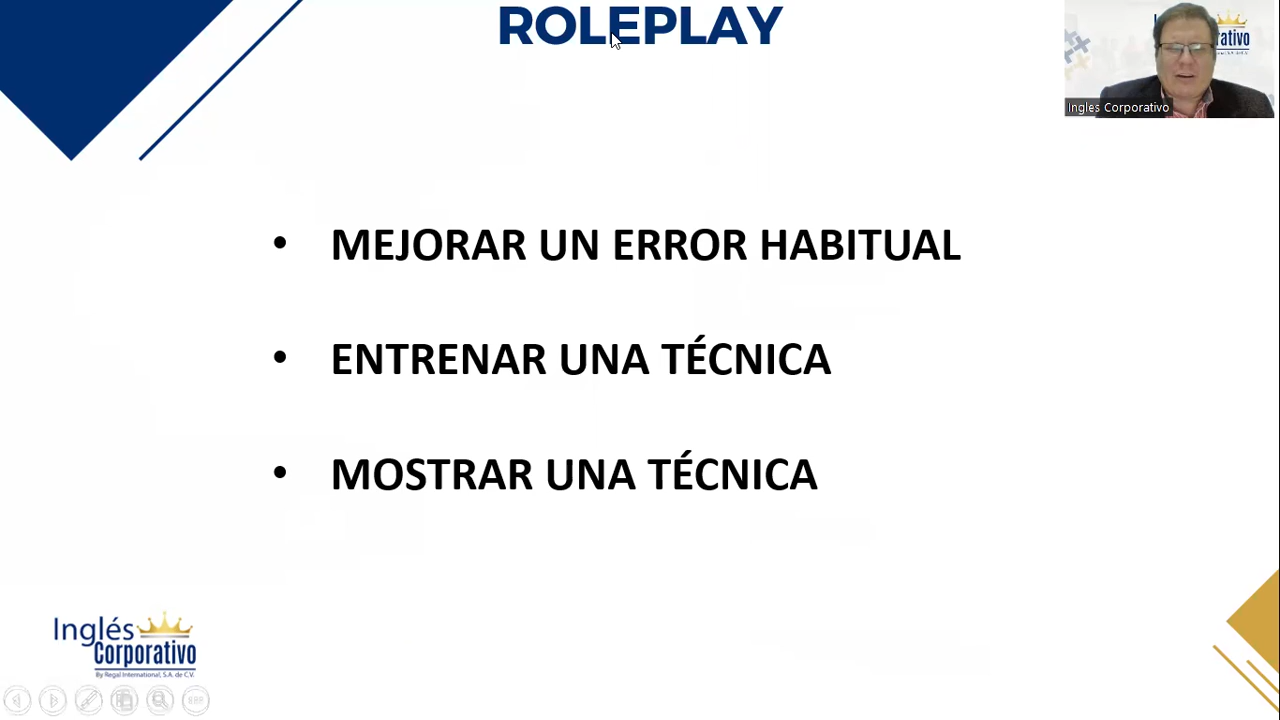 ROLEPLAY
rativo
Ingles Corporativo
• MEJORAR UN ERROR HABITUAL
• ENTRENAR UNA TÉCNICA
• MOSTRAR UNA TÉCNICA
Inglés
Corporativo
By Regal International, S.A. de C.V.